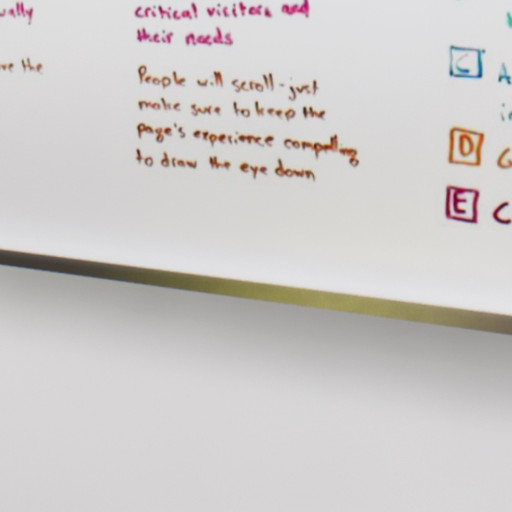 ually
ve the
critical visitors and
their needs
People will scroll-just
make sure to keep the
page's experience compelling
to draw the eye down
C A
D G
E C